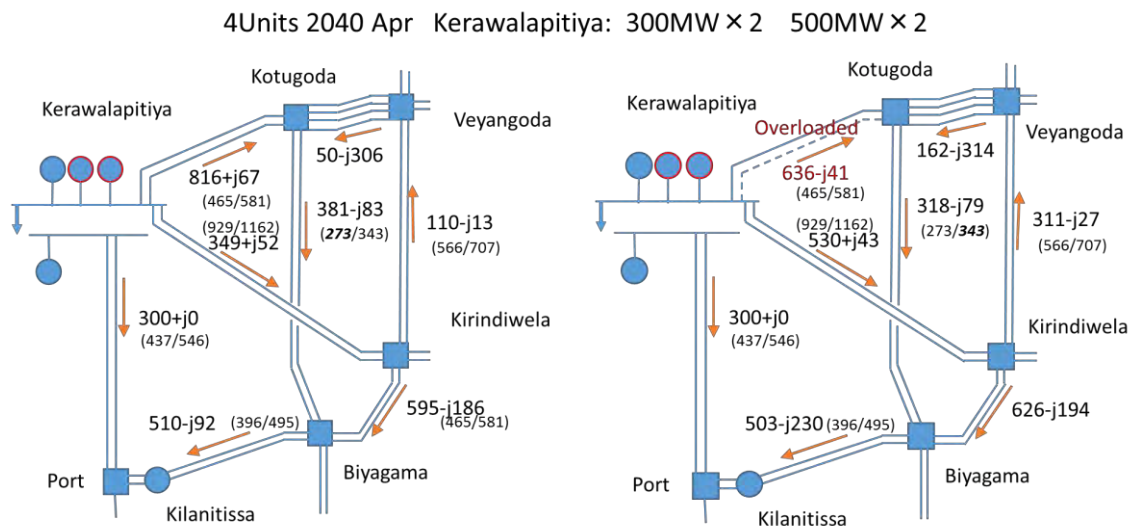 4Units 2040 Apr Kerawalapitiya: 300MW×2 500MW×2
Kotugoda
Kerawalapitiya
Veyangoda
50-j306
816+j67
(465/581)
381-j83
(273/343)
110-j13
(566/707)
(929/1162)
349+j52
300+j0
(437/546)
Kirindiwela
595-j186
(465/581)
510-j92 (396/495)
Biyagama
Port
Kilanitissa
Kotugoda
Kerawalapitiya
Overloaded
Veyangoda
162-j314
636-j41
(465/581)
318-j79
(273/343)
311-j27
(566/707)
(929/1162)
530+j43
300+j0
(437/546)
Kirindiwela
626-j194
503-j230 (396/495)
Biyagama
Port
Kilanitissa